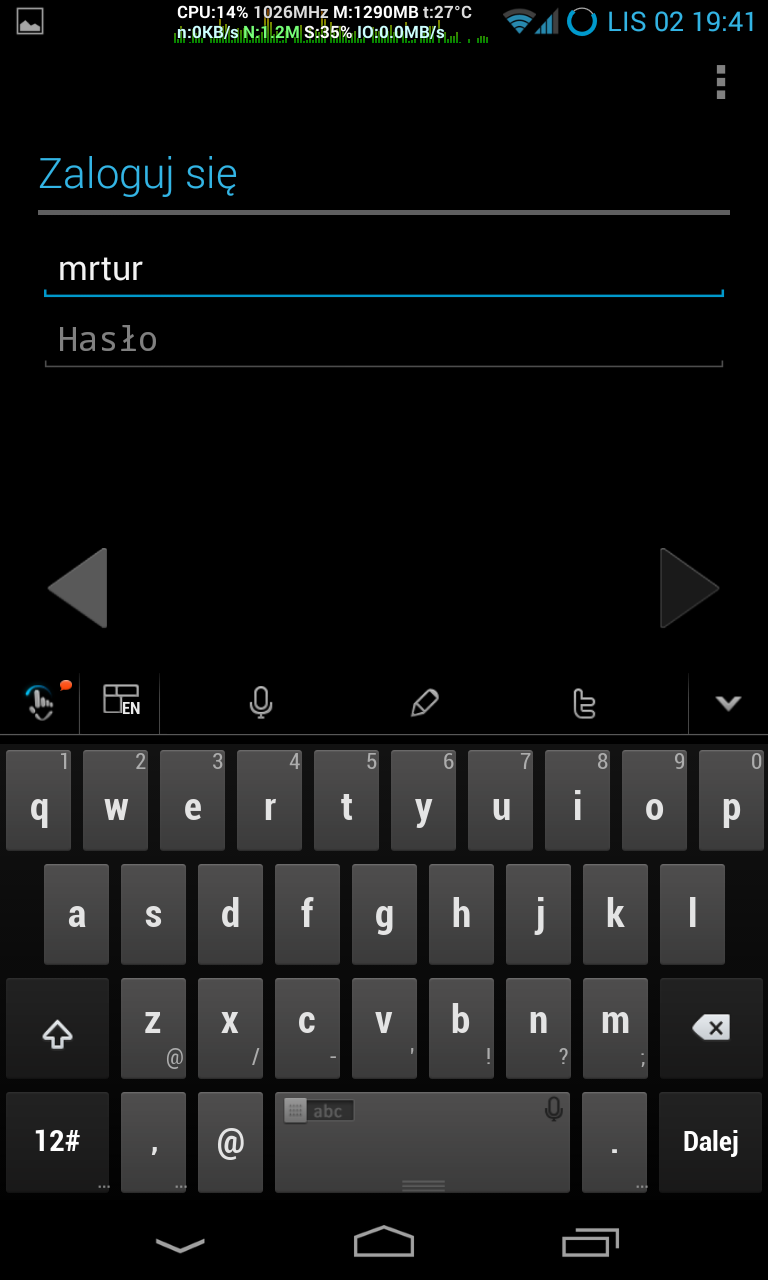 CPU:14% 1026MHz M:1290MB t:27°C
n:0KB/s N:1.2M S:35% IO:0.0MB/s
LIS 02 19:41
Zaloguj się
mrtur
Hasło
EN
1 2 3 4 5 6 7 8 9 0
q w e r t y u i o p
a s d f g h j k l
z x c v b n m
@ / - ' ! ? ;
abc
12# , @ . Dalej
... ... ...